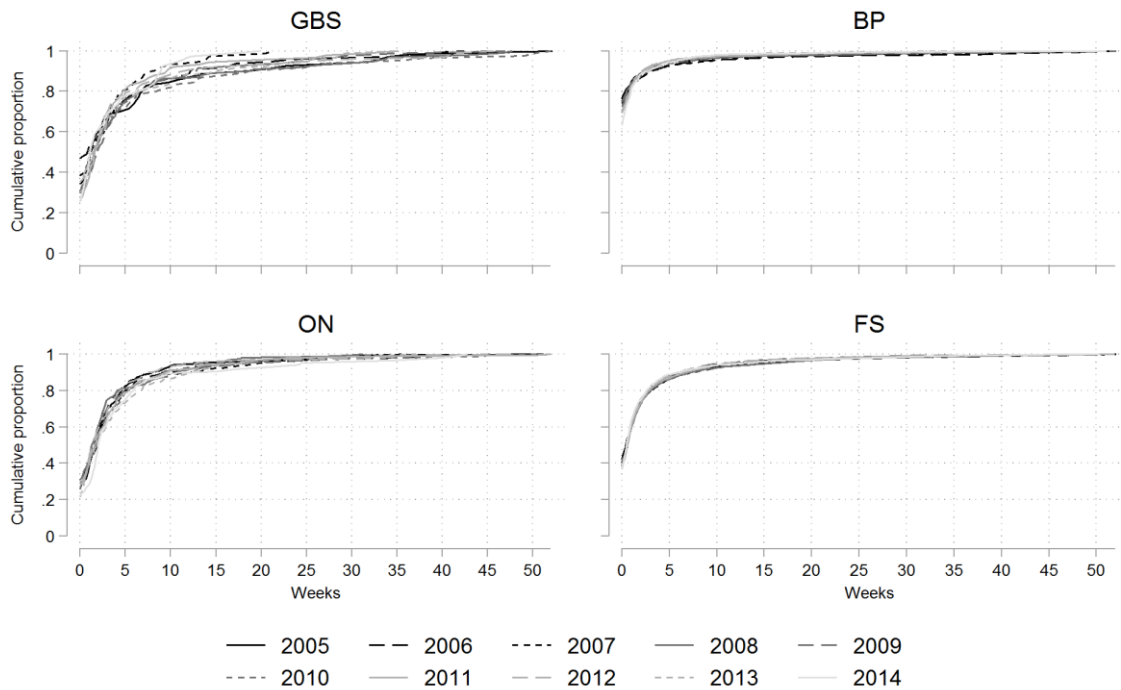 GBS BP
Cumulative proportion
1
.8
.6
.4
.2
0
ON FS
Cumulative proportion
1
.8
.6
.4
.2
0
0 5 10 15 20 25 30 35 40 45 50 0 5 10 15 20 25 30 35 40 45 50
Weeks Weeks
2005 2006 2007 2008 2009
2010 2011 2012 2013 2014